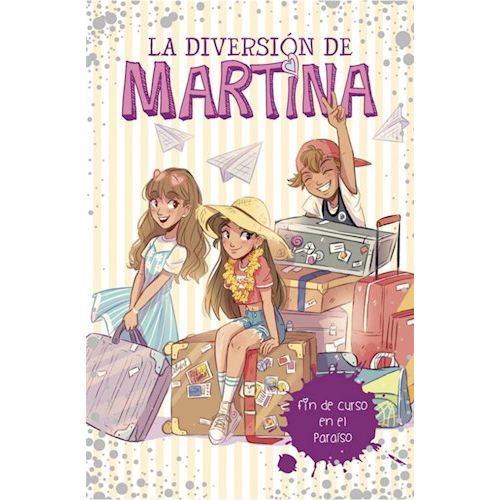 LA DIVERSIÓN DE
MARTINA
fin de curso
en el
Paraíso